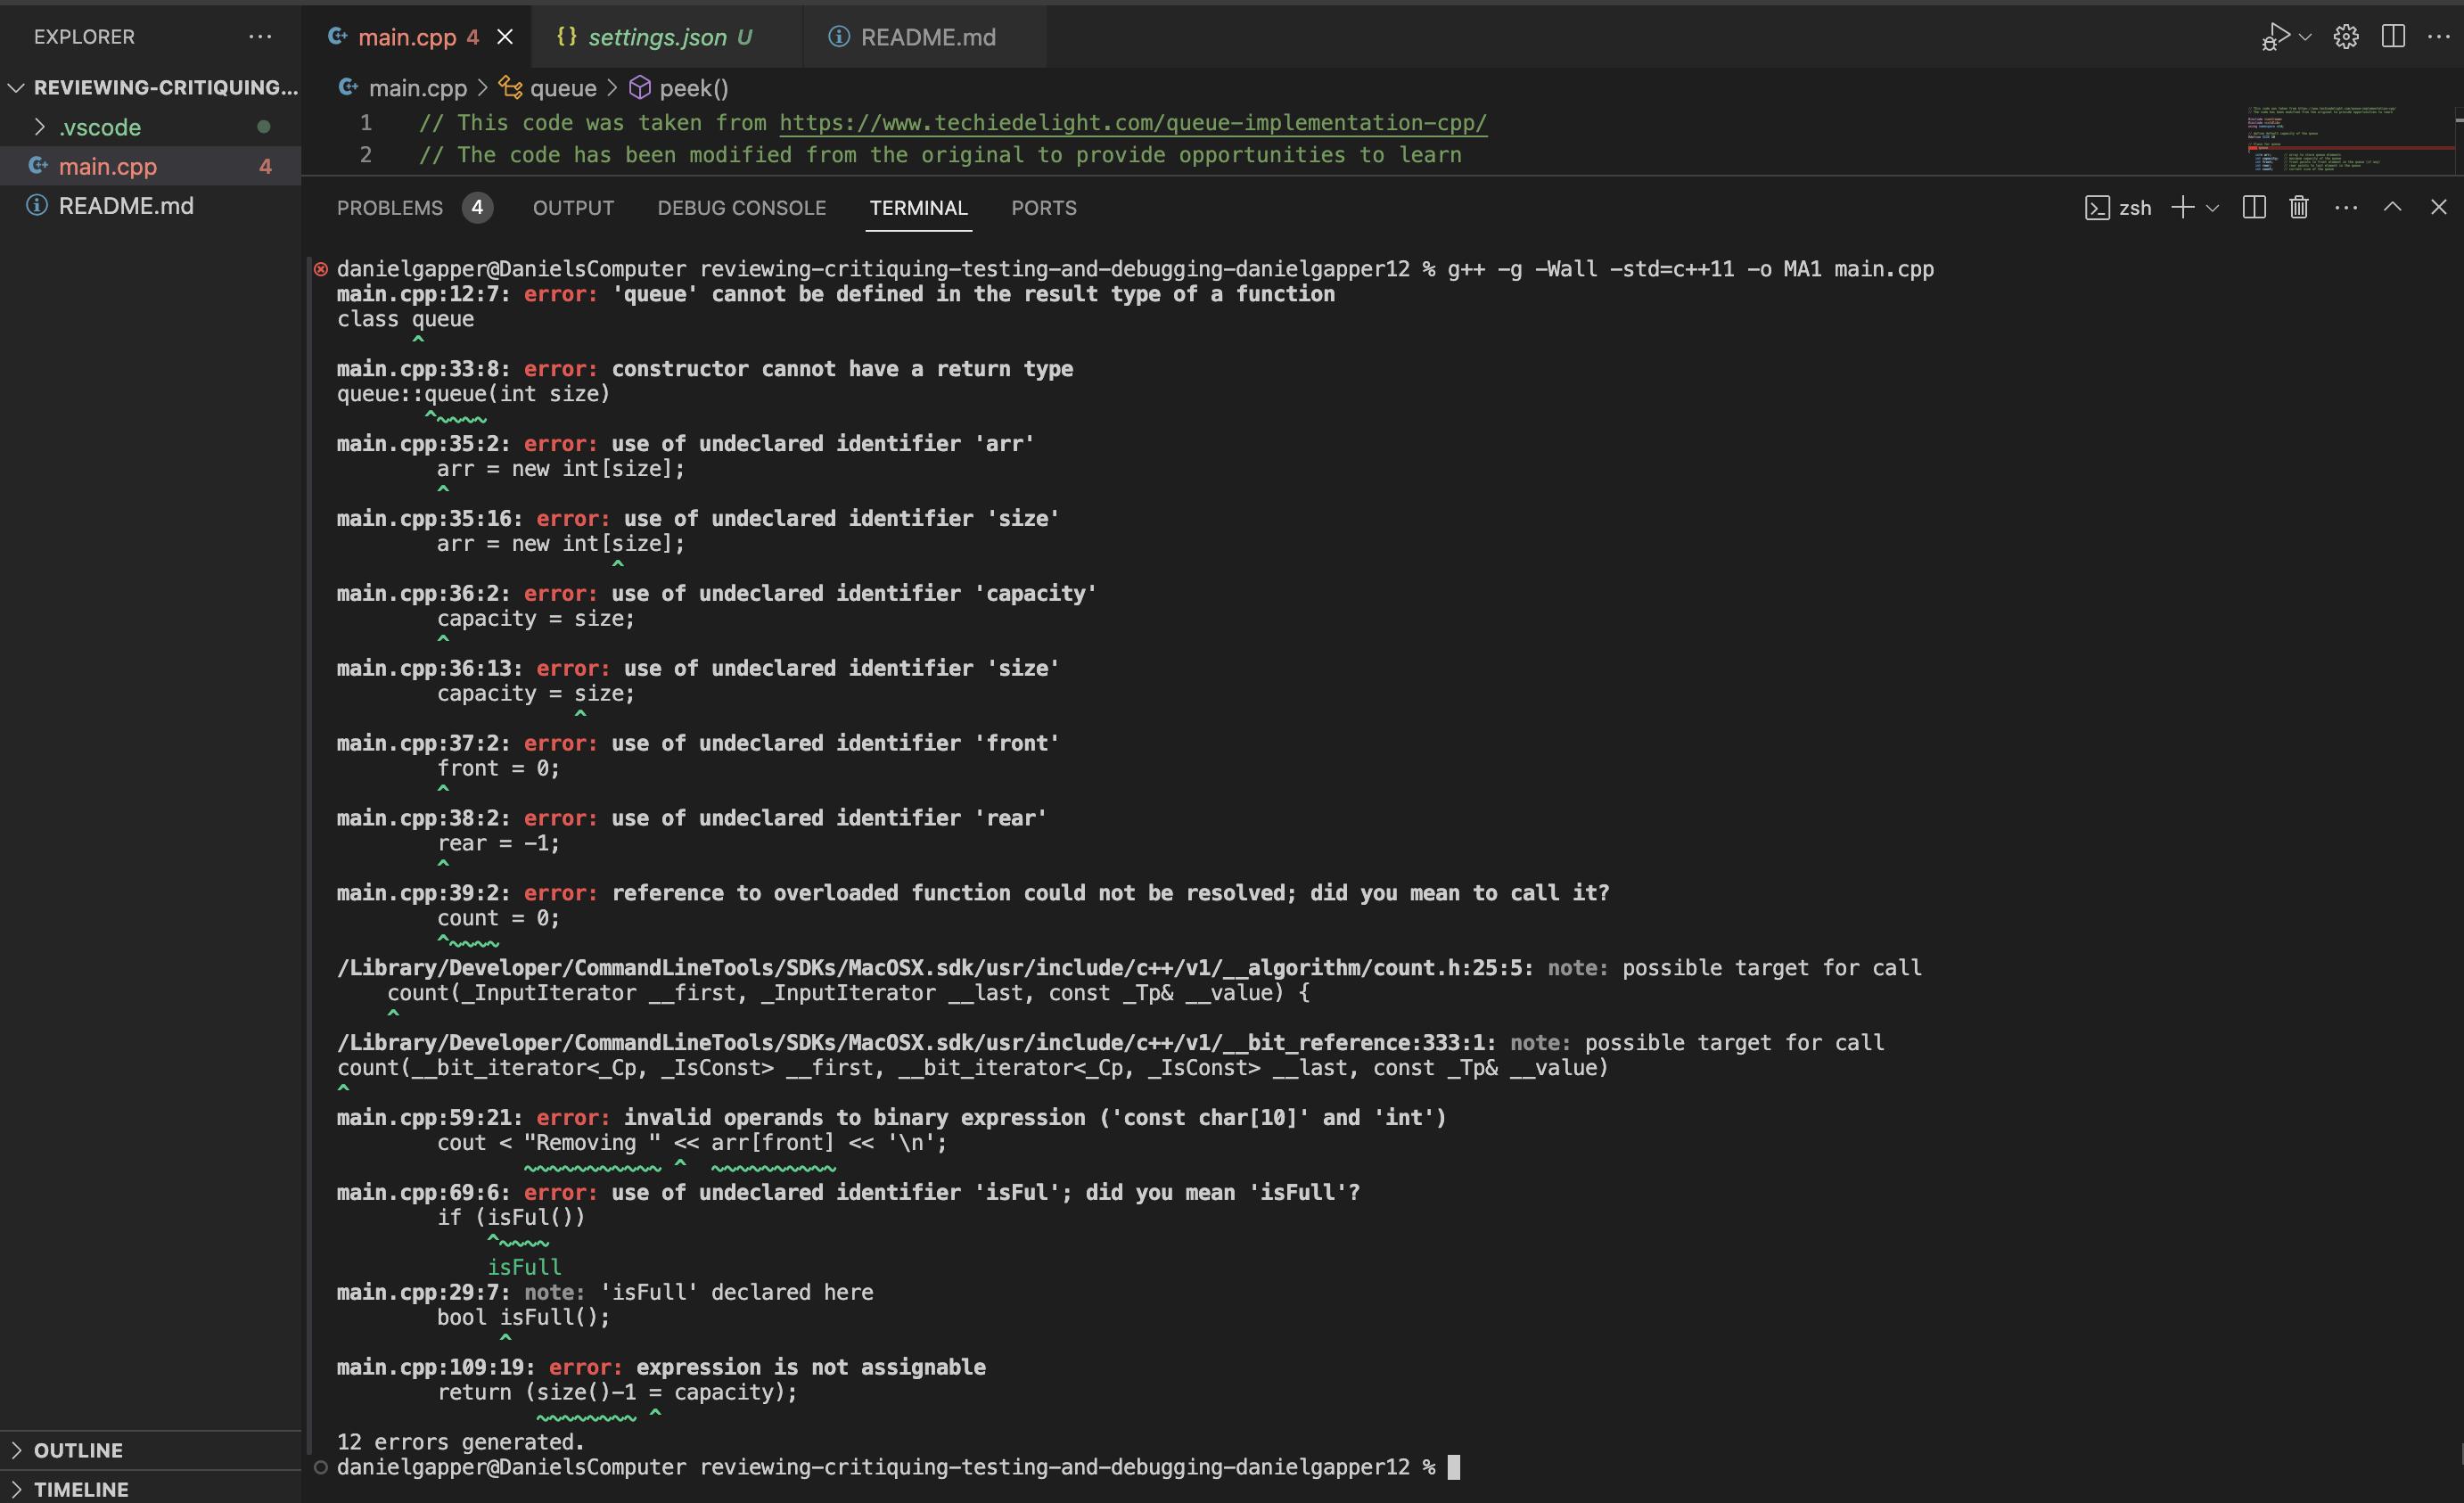 EXPLORER
main.cpp 4
{} settings.json U
README.md
REVIEWING-CRITIQUING...
main.cpp > queue > peek()
.vscode
1 // This code was taken from https://www.techiedelight.com/queue-implementation-cpp/
main.cpp 4
2 // The code has been modified from the original to provide opportunities to learn
README.md
PROBLEMS 4 OUTPUT DEBUG CONSOLE TERMINAL PORTS
zsh
danielgapper@DanielsComputer reviewing-critiquing-testing-and-debugging-danielgapper12 % g++ -g -Wall -std=c++11 -o MA1 main.cpp
main.cpp:12:7: error: 'queue' cannot be defined in the result type of a function
class queue
^
main.cpp:33:8: error: constructor cannot have a return type
queue::queue(int size)
^~~~~
main.cpp:35:2: error: use of undeclared identifier 'arr'
arr = new int[size];
^
main.cpp:35:16: error: use of undeclared identifier 'size'
arr = new int[size];
^
main.cpp:36:2: error: use of undeclared identifier 'capacity'
capacity = size;
^
main.cpp:36:13: error: use of undeclared identifier 'size'
capacity = size;
^
main.cpp:37:2: error: use of undeclared identifier 'front'
front = 0;
^
main.cpp:38:2: error: use of undeclared identifier 'rear'
rear = -1;
^
main.cpp:39:2: error: reference to overloaded function could not be resolved; did you mean to call it?
count = 0;
^~~~~
/Library/Developer/CommandLineTools/SDKs/MacOSX.sdk/usr/include/c++/v1/__algorithm/count.h:25:5: note: possible target for call
count(_InputIterator __first, _InputIterator __last, const _Tp& __value) {
^
/Library/Developer/CommandLineTools/SDKs/MacOSX.sdk/usr/include/c++/v1/__bit_reference:333:1: note: possible target for call
count(__bit_iterator<_Cp, _IsConst> __first, __bit_iterator<_Cp, _IsConst> __last, const _Tp& __value)
^
main.cpp:59:21: error: invalid operands to binary expression ('const char[10]' and 'int')
cout < "Removing " << arr[front] << '\n';
~~~~~~~~~~~ ^ ~~~~~~~~~~
main.cpp:69:6: error: use of undeclared identifier 'isFul'; did you mean 'isFull'?
if (isFul())
^~~~~
isFull
main.cpp:29:7: note: 'isFull' declared here
bool isFull();
^
main.cpp:109:19: error: expression is not assignable
return (size()-1 = capacity);
~~~~~~~~ ^
12 errors generated.
danielgapper@DanielsComputer reviewing-critiquing-testing-and-debugging-danielgapper12 %
OUTLINE
TIMELINE